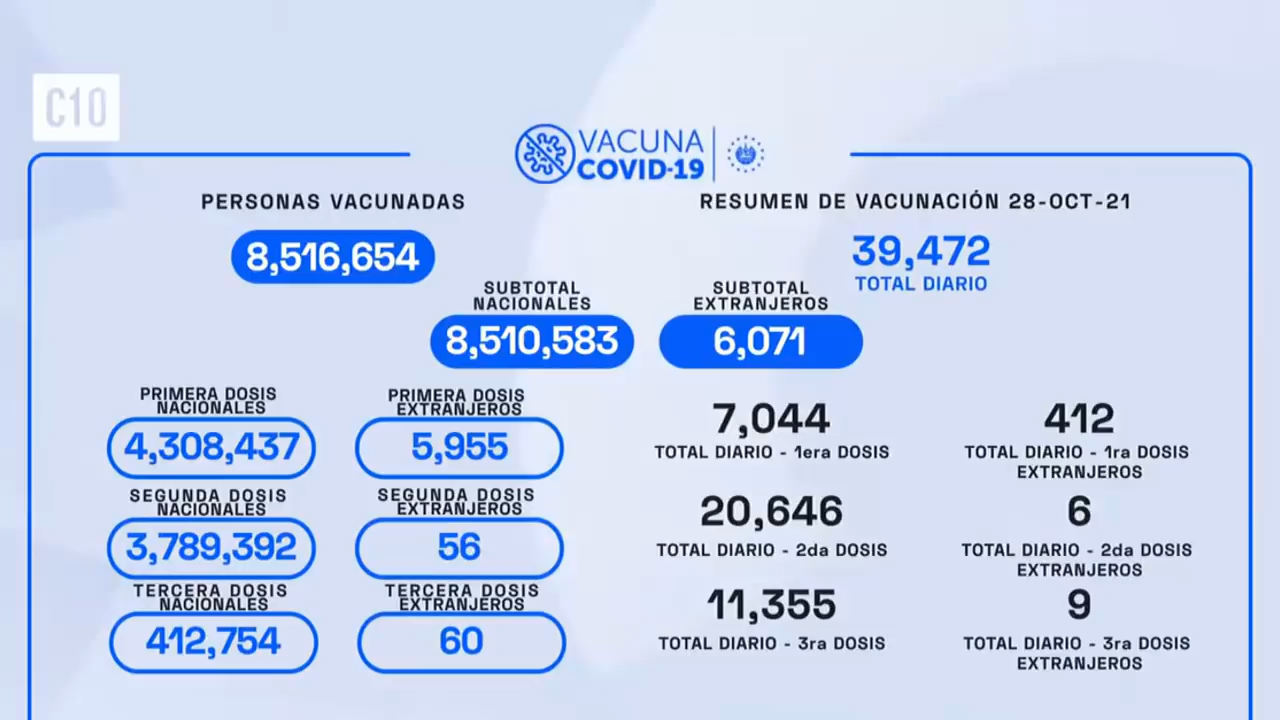 C10
VACUNA
COVID-19
PERSONAS VACUNADAS
8,516,654
RESUMEN DE VACUNACIÓN 28-OCT-21
39,472
TOTAL DIARIO
SUBTOTAL
NACIONALES
8,510,583
SUBTOTAL
EXTRANJEROS
6,071
PRIMERA DOSIS
NACIONALES
4,308,437
PRIMERA DOSIS
EXTRANJEROS
5,955
SEGUNDA DOSIS
NACIONALES
3,789,392
SEGUNDA DOSIS
EXTRANJEROS
56
TERCERA DOSIS
NACIONALES
412,754
TERCERA DOSIS
EXTRANJEROS
60
7,044
TOTAL DIARIO - 1era DOSIS
412
TOTAL DIARIO - 1ra DOSIS
EXTRANJEROS
20,646
TOTAL DIARIO - 2da DOSIS
6
TOTAL DIARIO - 2da DOSIS
EXTRANJEROS
11,355
TOTAL DIARIO - 3ra DOSIS
9
TOTAL DIARIO - 3ra DOSIS
EXTRANJEROS